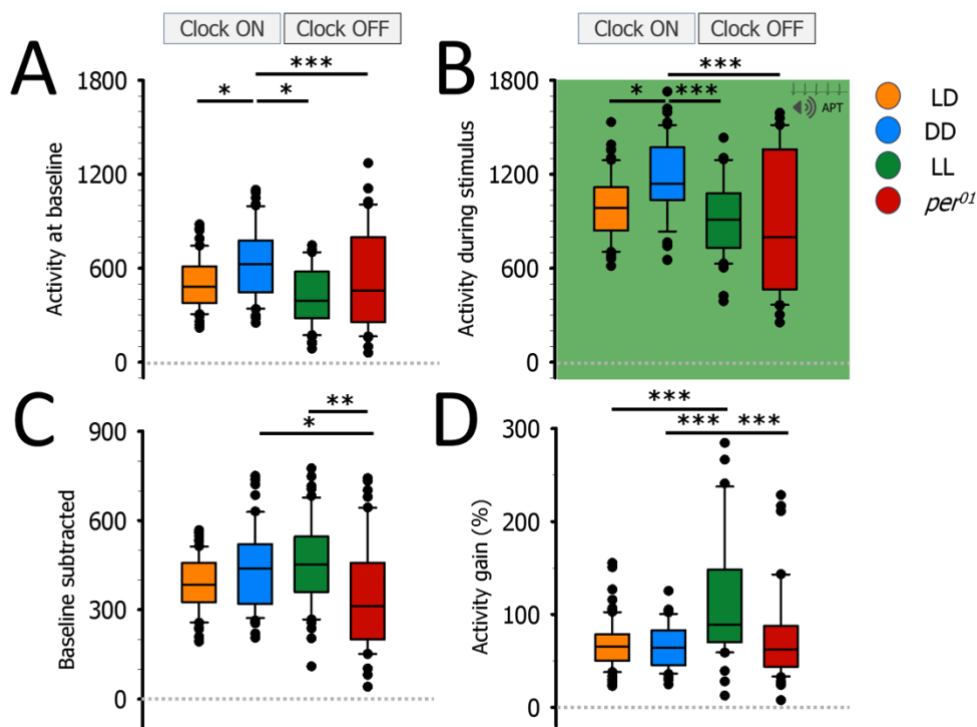 Clock ON Clock OFF
Clock ON Clock OFF
A
***
* *
1800
1200
600
0
Activity at baseline
B
***
* ***
APT
1800
1200
600
0
Activity during stimulus
LD
DD
LL
per01
C
**
*
900
600
300
0
Baseline subtracted
D
***
*** ***
300
200
100
0
Activity gain (%)